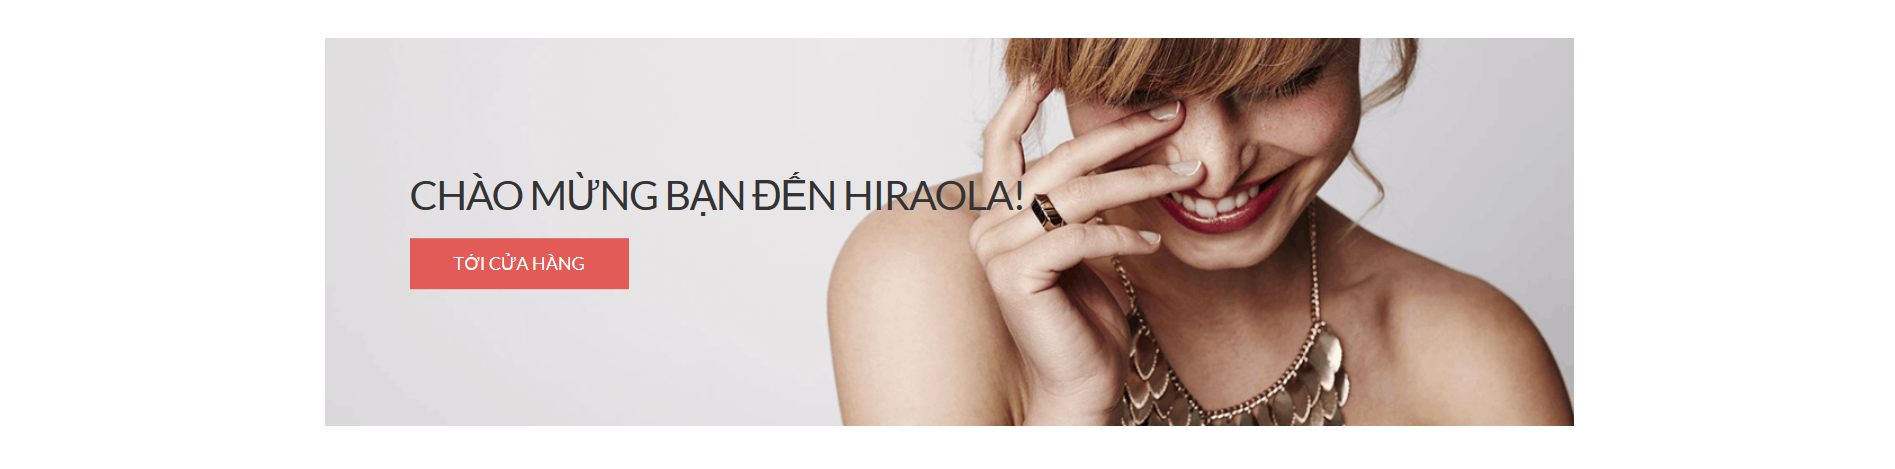 CHÀO MỪNG BẠN ĐẾN HIRAOLA!
TỚI CỬA HÀNG